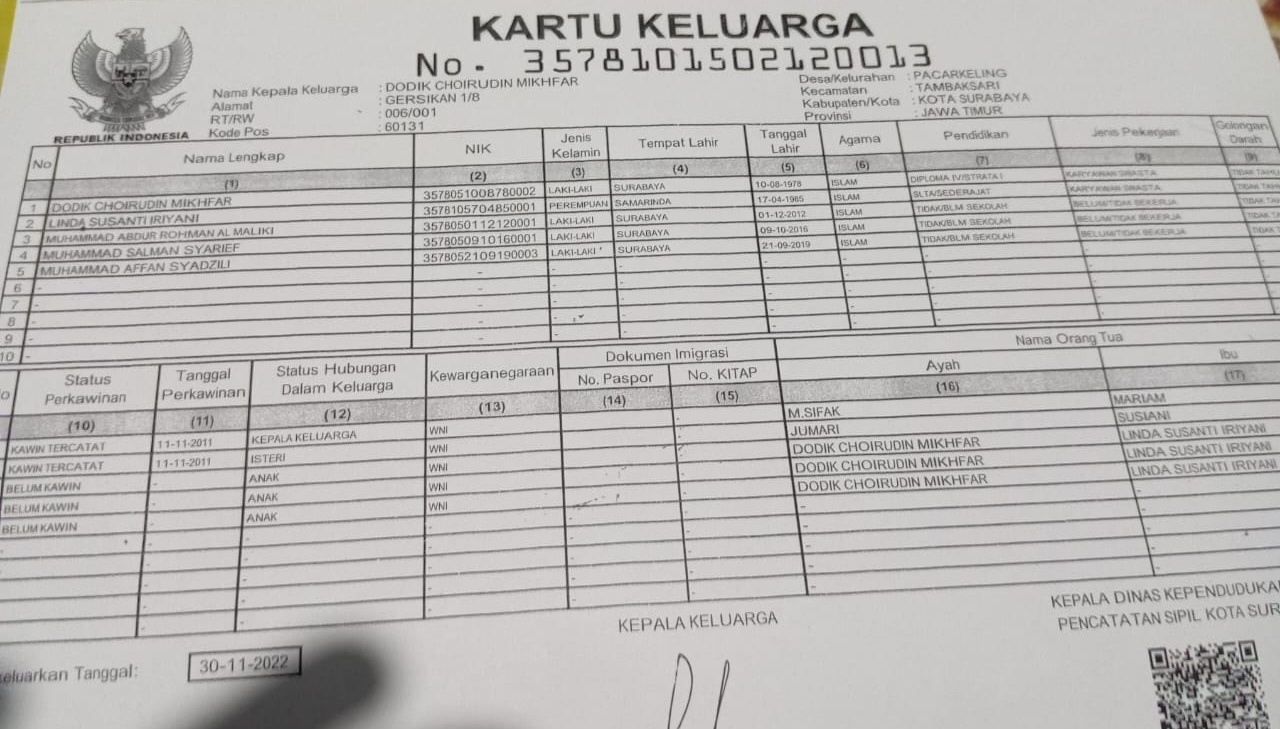 KARTU KELUARGA
No. 3578101502120013
Nama Kepala Keluarga : DODIK CHOIRUDIN MIKHFAR
Alamat : GERSIKAN 1/8
RT/RW : 006/001
Kode Pos : 60131
Desa/Kelurahan : PACARKELING
Kecamatan : TAMBAKSARI
Kabupaten/Kota : KOTA SURABAYA
Provinsi : JAWA TIMUR
REPUBLIK INDONESIA
No Nama Lengkap NIK Jenis Kelamin Tempat Lahir Tanggal Lahir Agama Pendidikan Jenis Pekerjaan Golongan Darah
(1) (2) (3) (4) (5) (6) (7) (8) (9)
1 DODIK CHOIRUDIN MIKHFAR 3578051008780002 LAKI-LAKI SURABAYA 10-08-1978 ISLAM DIPLOMA IV/STRATA I KARYAWAN SWASTA TIDAK TAHU
2 LINDA SUSANTI IRIYANI 3578105704850001 PEREMPUAN SAMARINDA 17-04-1985 ISLAM SLTA/SEDERAJAT KARYAWAN SWASTA TIDAK TAH
3 MUHAMMAD ABDUR ROHMAN AL MALIKI 3578050112120001 LAKI-LAKI SURABAYA 01-12-2012 ISLAM TIDAK/BLM SEKOLAH BELUM/TIDAK BEKERJA TIDAK TA
4 MUHAMMAD SALMAN SYARIEF 3578050910160001 LAKI-LAKI SURABAYA 09-10-2016 ISLAM TIDAK/BLM SEKOLAH BELUM/TIDAK BEKERJA TIDAK T
5 MUHAMMAD AFFAN SYADZILI 3578052109190003 LAKI-LAKI SURABAYA 21-09-2019 ISLAM TIDAK/BLM SEKOLAH BELUM/TIDAK BEKERJA TIDAK T
6 - - - - - - - -
7 - - - - - - - -
8 - - - - - - - -
9 - - - - - - - -
10 - - - - - - - -
o Status Perkawinan Tanggal Perkawinan Status Hubungan Dalam Keluarga Kewarganegaraan Dokumen Imigrasi Nama Orang Tua
No. Paspor No. KITAP Ayah Ibu
(10) (11) (12) (13) (14) (15) (16) (17)
KAWIN TERCATAT 11-11-2011 KEPALA KELUARGA WNI - M.SIFAK MARIAM
KAWIN TERCATAT 11-11-2011 ISTERI WNI - JUMARI SUSIANI
BELUM KAWIN - ANAK WNI - DODIK CHOIRUDIN MIKHFAR LINDA SUSANTI IRIYANI
BELUM KAWIN - ANAK WNI - DODIK CHOIRUDIN MIKHFAR LINDA SUSANTI IRIYANI
BELUM KAWIN - ANAK WNI - DODIK CHOIRUDIN MIKHFAR LINDA SUSANTI IRIYANI
- - - - - - - -
- - - - - - - -
- - - - - - - -
- - - - - - - -
- - - - - - - -
eluarkan Tanggal: 30-11-2022
KEPALA KELUARGA
KEPALA DINAS KEPENDUDUKA
PENCATATAN SIPIL KOTA SUR